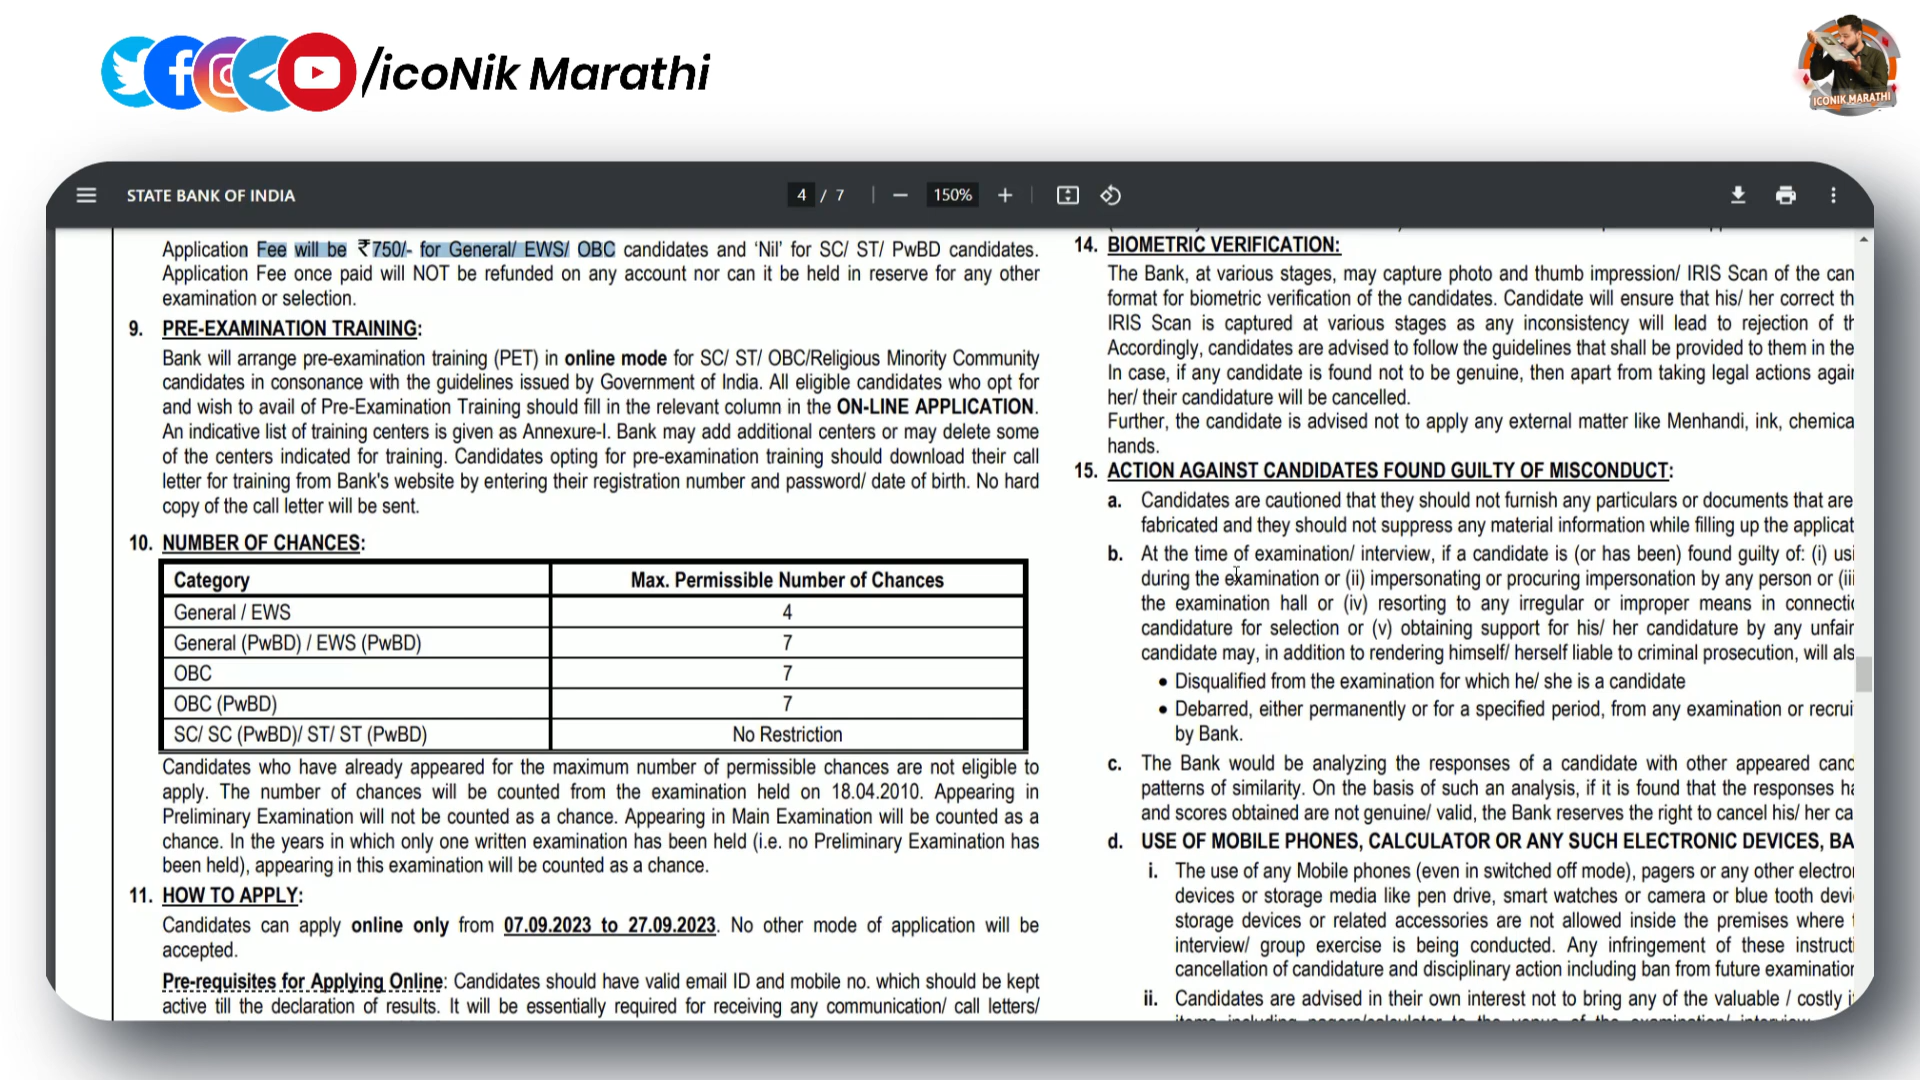 /icoNik Marathi
ICONIK MARATHI
STATE BANK OF INDIA
4 / 7
150%
Application Fee will be ₹750/- for General/ EWS/ OBC candidates and ‘Nil’ for SC/ ST/ PwBD candidates.
Application Fee once paid will NOT be refunded on any account nor can it be held in reserve for any other
examination or selection.
9. PRE-EXAMINATION TRAINING:
Bank will arrange pre-examination training (PET) in online mode for SC/ ST/ OBC/Religious Minority Community
candidates in consonance with the guidelines issued by Government of India. All eligible candidates who opt for
and wish to avail of Pre-Examination Training should fill in the relevant column in the ON-LINE APPLICATION.
An indicative list of training centers is given as Annexure-I. Bank may add additional centers or may delete some
of the centers indicated for training. Candidates opting for pre-examination training should download their call
letter for training from Bank's website by entering their registration number and password/ date of birth. No hard
copy of the call letter will be sent.
10. NUMBER OF CHANCES:
Category Max. Permissible Number of Chances
General / EWS 4
General (PwBD) / EWS (PwBD) 7
OBC 7
OBC (PwBD) 7
SC/ SC (PwBD)/ ST/ ST (PwBD) No Restriction
Candidates who have already appeared for the maximum number of permissible chances are not eligible to
apply. The number of chances will be counted from the examination held on 18.04.2010. Appearing in
Preliminary Examination will not be counted as a chance. Appearing in Main Examination will be counted as a
chance. In the years in which only one written examination has been held (i.e. no Preliminary Examination has
been held), appearing in this examination will be counted as a chance.
11. HOW TO APPLY:
Candidates can apply online only from 07.09.2023 to 27.09.2023. No other mode of application will be
accepted.
Pre-requisites for Applying Online: Candidates should have valid email ID and mobile no. which should be kept
active till the declaration of results. It will be essentially required for receiving any communication/ call letters/
14. BIOMETRIC VERIFICATION:
The Bank, at various stages, may capture photo and thumb impression/ IRIS Scan of the can
format for biometric verification of the candidates. Candidate will ensure that his/ her correct th
IRIS Scan is captured at various stages as any inconsistency will lead to rejection of th
Accordingly, candidates are advised to follow the guidelines that shall be provided to them in the
In case, if any candidate is found not to be genuine, then apart from taking legal actions agai
her/ their candidature will be cancelled.
Further, the candidate is advised not to apply any external matter like Menhandi, ink, chemica
hands.
15. ACTION AGAINST CANDIDATES FOUND GUILTY OF MISCONDUCT:
a. Candidates are cautioned that they should not furnish any particulars or documents that are
fabricated and they should not suppress any material information while filling up the applicat
b. At the time of examination/ interview, if a candidate is (or has been) found guilty of: (i) usi
during the examination or (ii) impersonating or procuring impersonation by any person or (iii
the examination hall or (iv) resorting to any irregular or improper means in connectio
candidature for selection or (v) obtaining support for his/ her candidature by any unfair
candidate may, in addition to rendering himself/ herself liable to criminal prosecution, will als
• Disqualified from the examination for which he/ she is a candidate
• Debarred, either permanently or for a specified period, from any examination or recrui
by Bank.
c. The Bank would be analyzing the responses of a candidate with other appeared cand
patterns of similarity. On the basis of such an analysis, if it is found that the responses ha
and scores obtained are not genuine/ valid, the Bank reserves the right to cancel his/ her ca
d. USE OF MOBILE PHONES, CALCULATOR OR ANY SUCH ELECTRONIC DEVICES, BA
i. The use of any Mobile phones (even in switched off mode), pagers or any other electro
devices or storage media like pen drive, smart watches or camera or blue tooth devi
storage devices or related accessories are not allowed inside the premises where
interview/ group exercise is being conducted. Any infringement of these instructi
cancellation of candidature and disciplinary action including ban from future examination
ii. Candidates are advised in their own interest not to bring any of the valuable / costly i